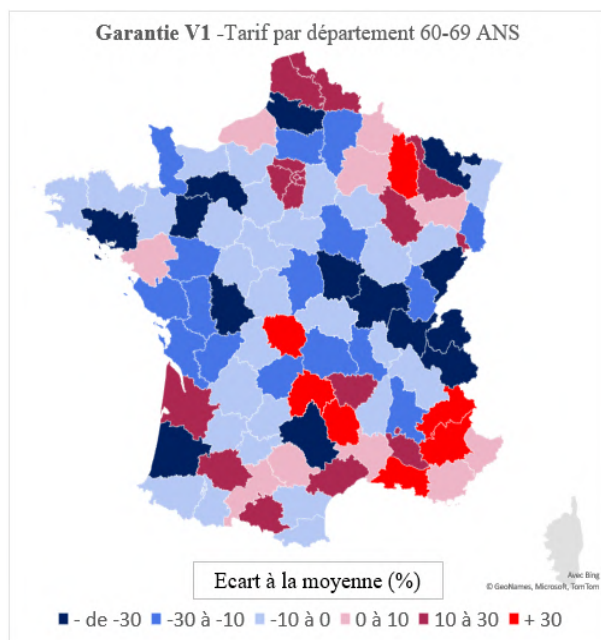 Garantie V1 -Tarif par département 60-69 ANS
Avec Bing
© GeoNames, Microsoft, TomTom
Ecart à la moyenne (%)
- de -30 -30 à -10 -10 à 0 0 à 10 10 à 30 + 30